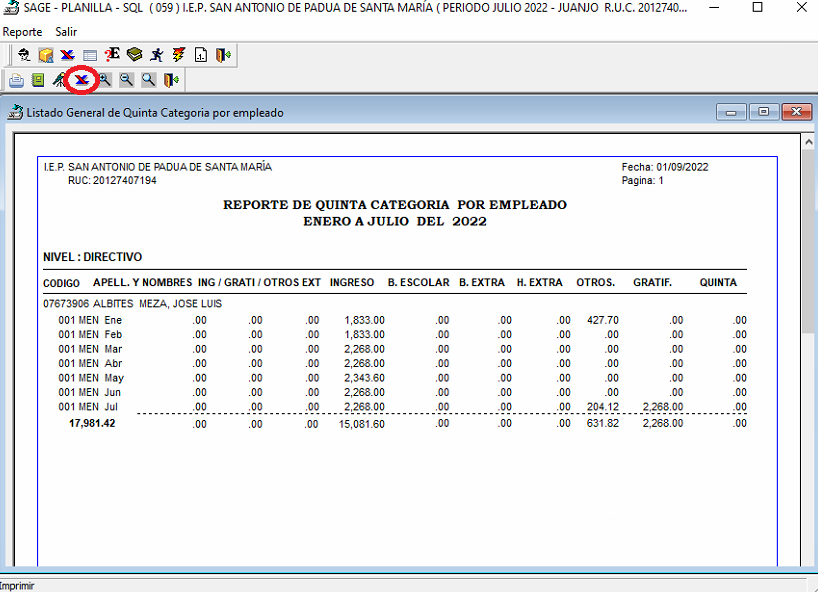 SAGE - PLANILLA - SQL ( 059 ) I.E.P. SAN ANTONIO DE PADUA DE SANTA MARÍA ( PERIODO JULIO 2022 - JUANJO R.U.C. 2012740...
Reporte Salir
Listado General de Quinta Categoria por empleado
I.E.P. SAN ANTONIO DE PADUA DE SANTA MARÍA Fecha: 01/09/2022
RUC: 20127407194 Pagina: 1
REPORTE DE QUINTA CATEGORIA POR EMPLEADO
ENERO A JULIO DEL 2022
NIVEL : DIRECTIVO
CODIGO APELL. Y NOMBRES ING / GRATI / OTROS EXT INGRESO B. ESCOLAR B. EXTRA H. EXTRA OTROS. GRATIF. QUINTA
07673906 ALBITES MEZA, JOSE LUIS
001 MEN Ene .00 .00 .00 1,833.00 .00 .00 .00 427.70 .00 .00
001 MEN Feb .00 .00 .00 1,833.00 .00 .00 .00 .00 .00 .00
001 MEN Mar .00 .00 .00 2,268.00 .00 .00 .00 .00 .00 .00
001 MEN Abr .00 .00 .00 2,268.00 .00 .00 .00 .00 .00 .00
001 MEN May .00 .00 .00 2,343.60 .00 .00 .00 .00 .00 .00
001 MEN Jun .00 .00 .00 2,268.00 .00 .00 .00 .00 .00 .00
001 MEN Jul .00 .00 .00 2,268.00 .00 .00 .00 204.12 2,268.00 .00
17,981.42 .00 .00 .00 15,081.60 .00 .00 .00 631.82 2,268.00 .00
Imprimir